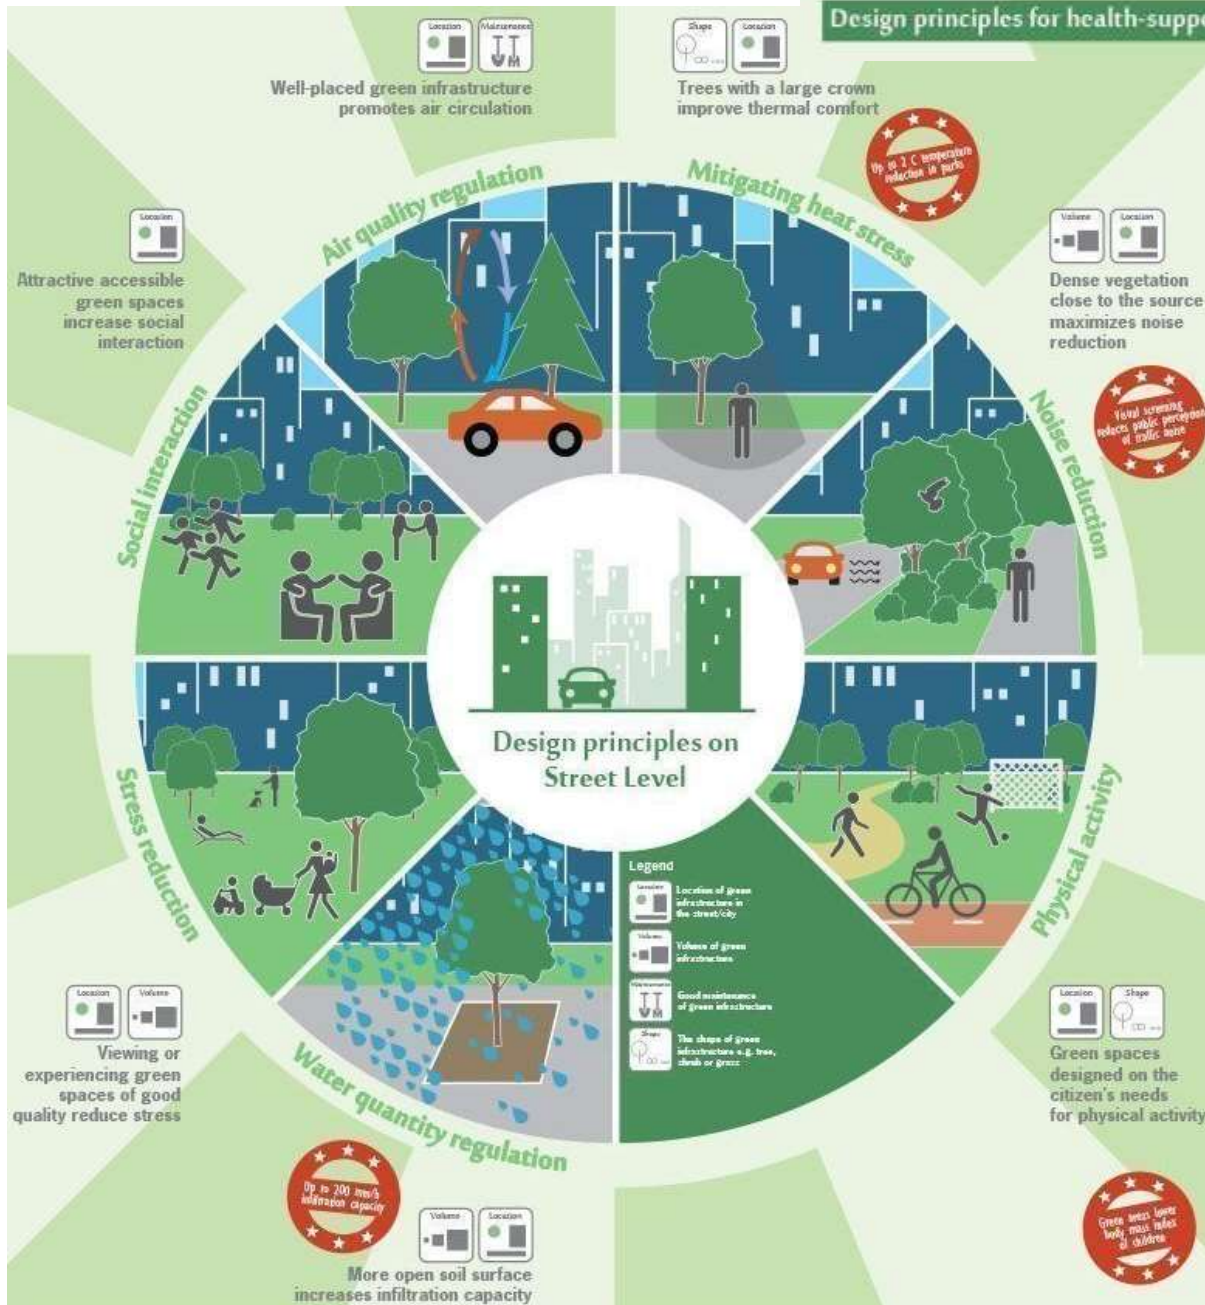 Design principles for health-suppo
Location
Maintenance
Well-placed green infrastructure
promotes air circulation
Shape
Location
Trees with a large crown
improve thermal comfort
Up to 2 C temperature
reduction in parks
Air quality regulation
Mitigating heat stress
Location
Attractive accessible
green spaces
increase social
interaction
Volume
Location
Dense vegetation
close to the source
maximizes noise
reduction
Visual screening
reduces public perception
of traffic noise
Social interaction
Noise reduction
Design principles on
Street Level
Stress reduction
Physical activity
Legend
Location
Location of green
infrastructure in
the street/city
Volume
Volume of green
infrastructure
Maintenance
Good maintenance
of green infrastructure
Shape
The shape of green
infrastructure e.g. tree,
shrub or grass
Location
Volume
Viewing or
experiencing green
spaces of good
quality reduce stress
Location
Shape
Green spaces
designed on the
citizen's needs
for physical activity
Water quantity regulation
Up to 200 mm/h
infiltration capacity
Volume
Location
More open soil surface
increases infiltration capacity
Green areas lower
body mass index
of children